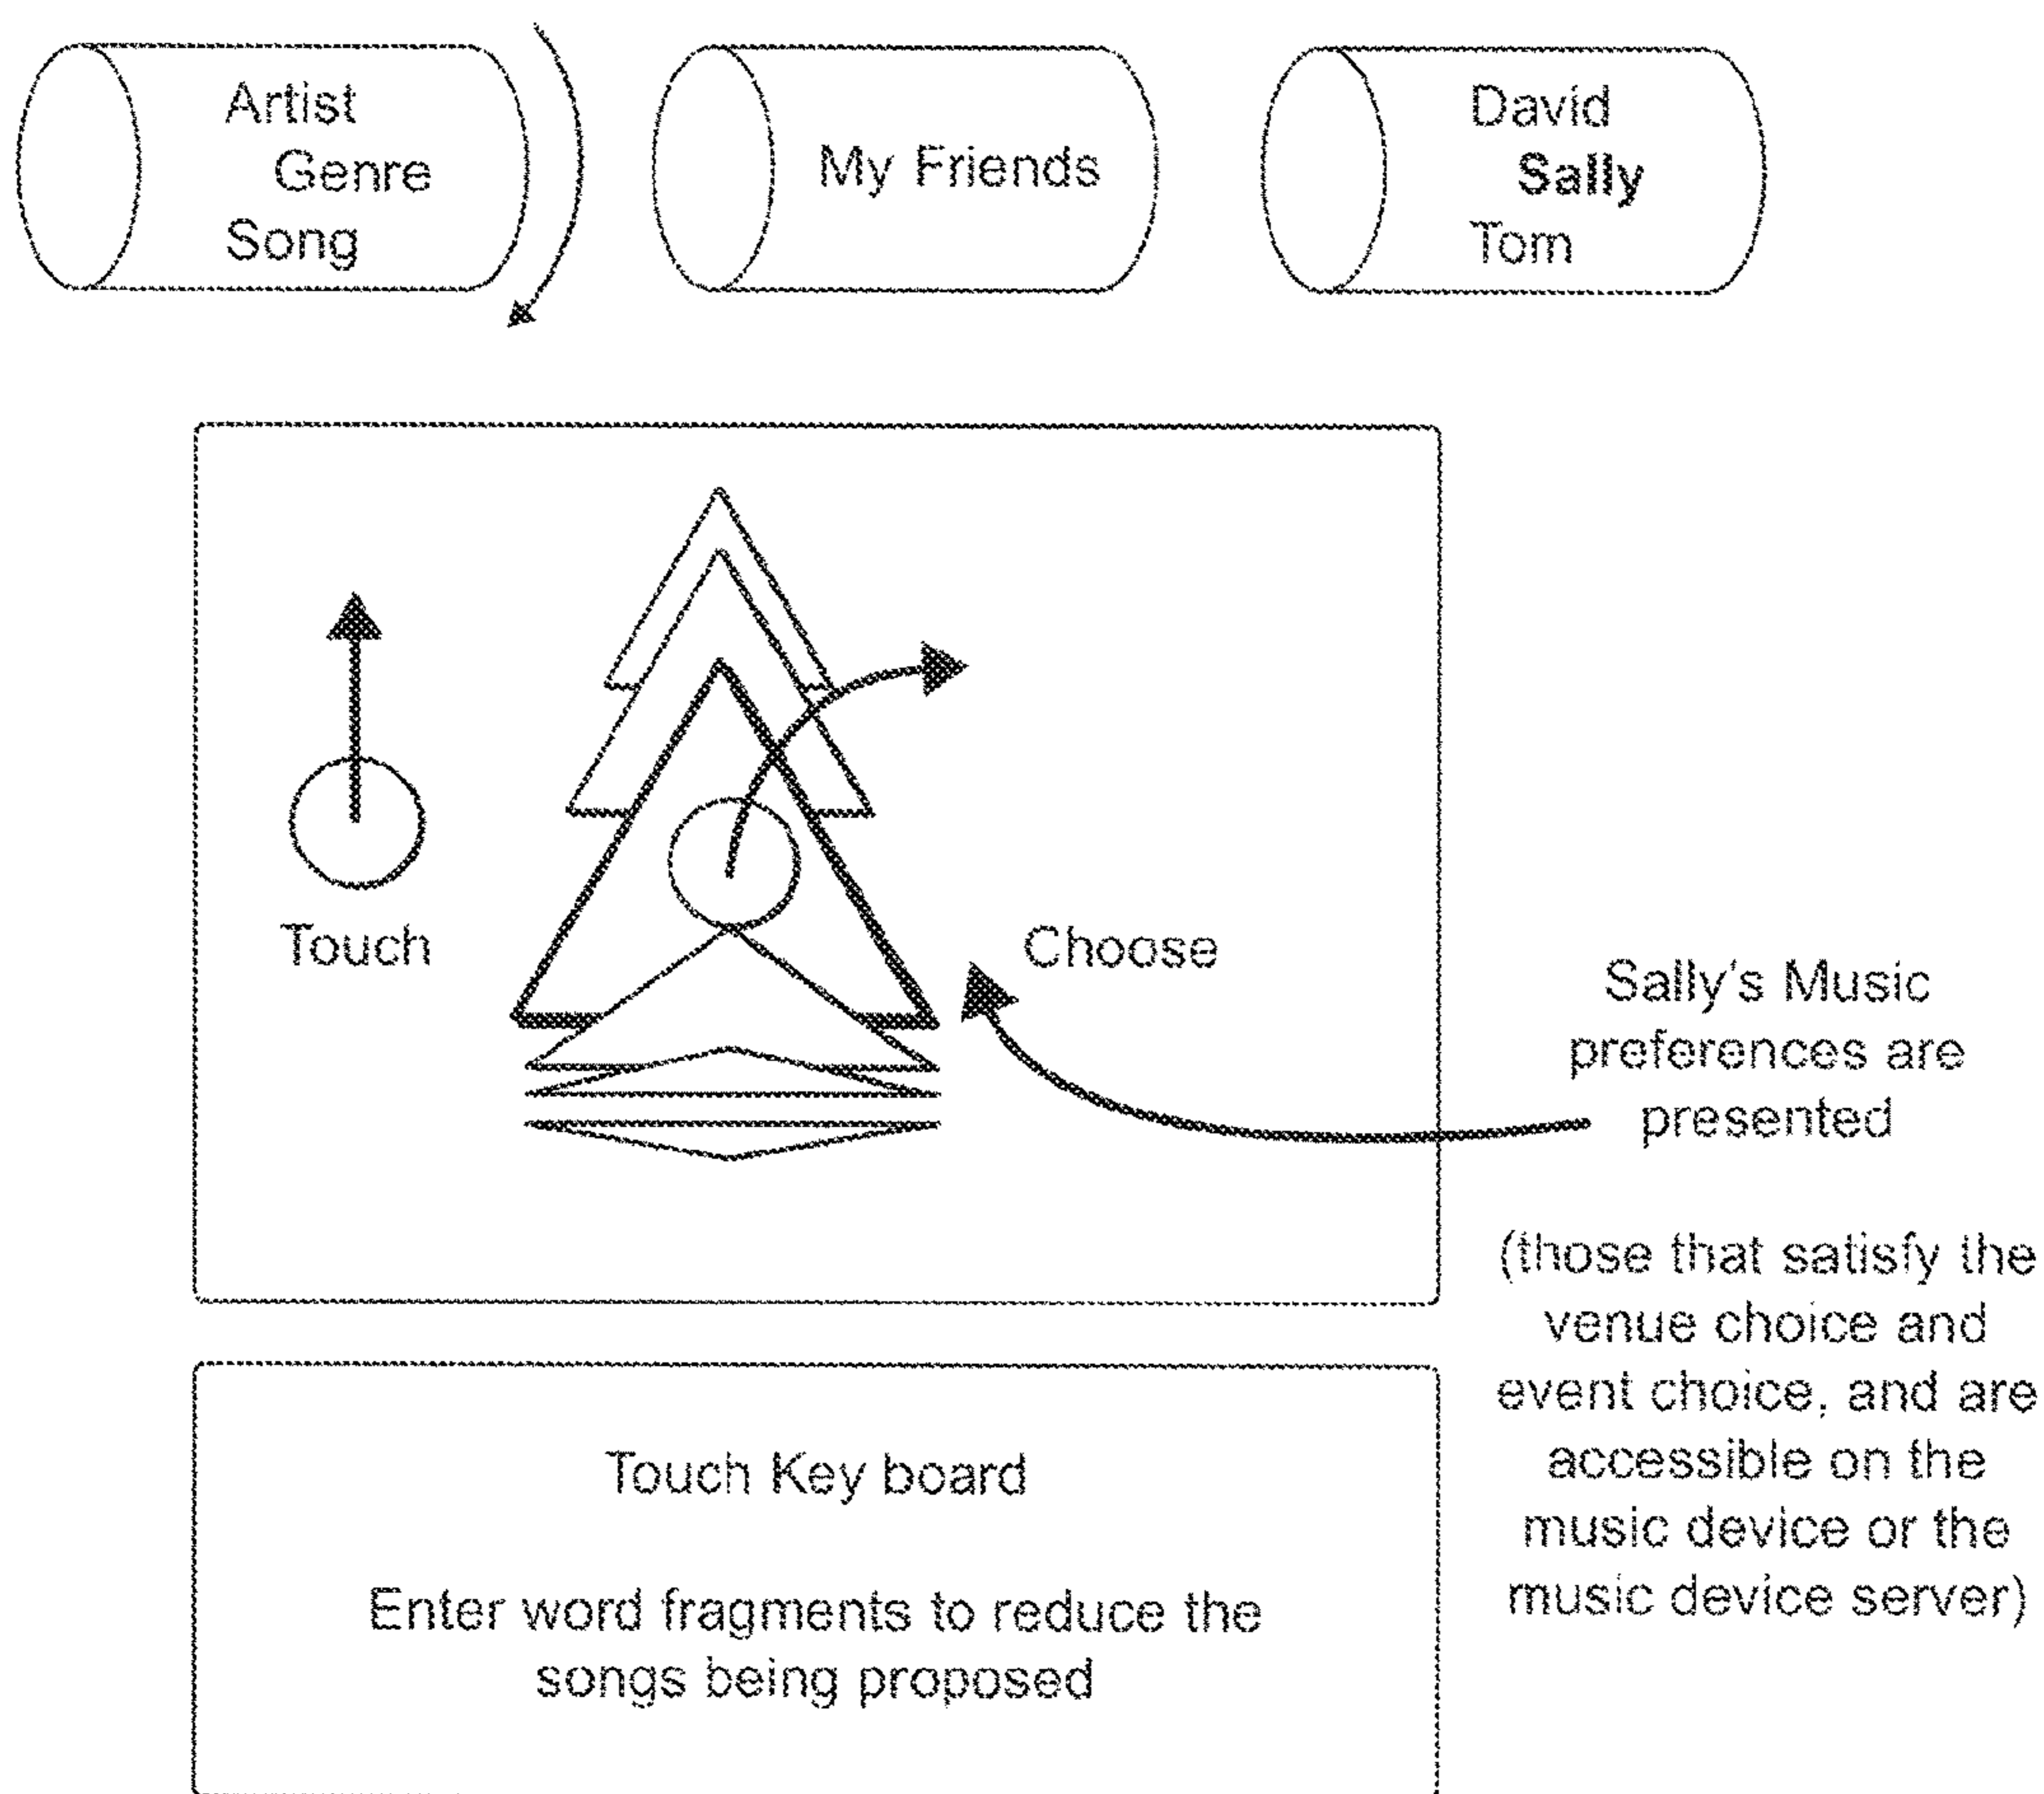 Artist
Genre
Song
My Friends
David
Sally
Tom
Touch
Choose
Sally's Music
preferences are
presented
(those that satisfy the
venue choice and
event choice, and are
accessible on the
music device or the
music device server)
Touch Key board
Enter word fragments to reduce the
songs being proposed